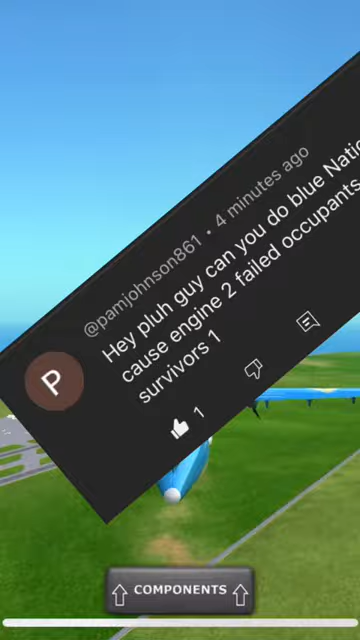 @pamjohnson861 • 4 minutes ago
Hey pluh guy can you do blue
cause engine 2 failed occupants
survivors 1
P
1
COMPONENTS